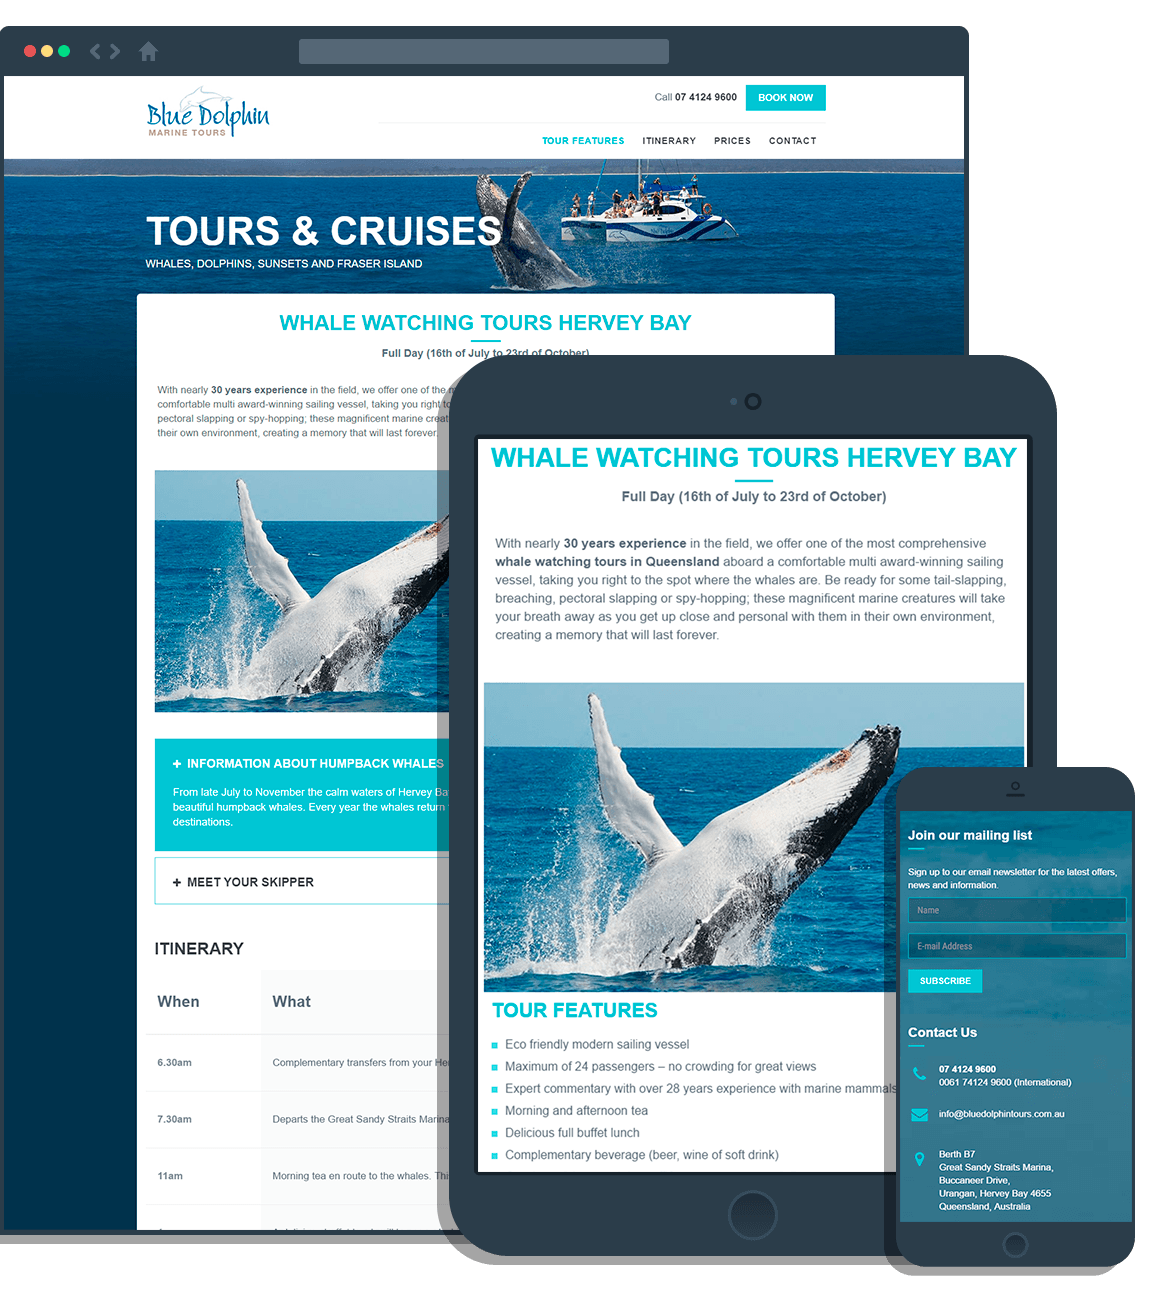 Blue Dolphin
MARINE TOURS
Call 07 4124 9600
BOOK NOW
TOUR FEATURES
ITINERARY
PRICES
CONTACT
TOURS & CRUISES
WHALES, DOLPHINS, SUNSETS AND FRASER ISLAND
WHALE WATCHING TOURS HERVEY BAY
Full Day (16th of July to 23rd of October)
With nearly 30 years experience in the field, we offer one of the
comfortable multi award-winning sailing vessel, taking you right to
pectoral slapping or spy-hopping; these magnificent marine
their own environment, creating a memory that will last forever.
+ INFORMATION ABOUT HUMPBACK WHALES
From late July to November the calm waters of Hervey
beautiful humpback whales. Every year the whales return
destinations.
+ MEET YOUR SKIPPER
ITINERARY
When
What
6.30am
Complementary transfers from your
7.30am
Departs the Great Sandy Straits Marina
11am
Morning tea en route to the whales.
WHALE WATCHING TOURS HERVEY BAY
Full Day (16th of July to 23rd of October)
With nearly 30 years experience in the field, we offer one of the most comprehensive
whale watching tours in Queensland aboard a comfortable multi award-winning sailing
vessel, taking you right to the spot where the whales are. Be ready for some tail-slapping,
breaching, pectoral slapping or spy-hopping; these magnificent marine creatures will take
your breath away as you get up close and personal with them in their own environment,
creating a memory that will last forever.
TOUR FEATURES
Eco friendly modern sailing vessel
Maximum of 24 passengers – no crowding for great views
Expert commentary with over 28 years experience with marine mammals
Morning and afternoon tea
Delicious full buffet lunch
Complementary beverage (beer, wine of soft drink)
Join our mailing list
Sign up to our email newsletter for the latest offers,
news and information.
Name
E-mail Address
SUBSCRIBE
Contact Us
07 4124 9600
0061 74124 9600 (International)
info@bluedolphintours.com.au
Berth B7
Great Sandy Straits Marina,
Buccaneer Drive,
Urangan, Hervey Bay 4655
Queensland, Australia